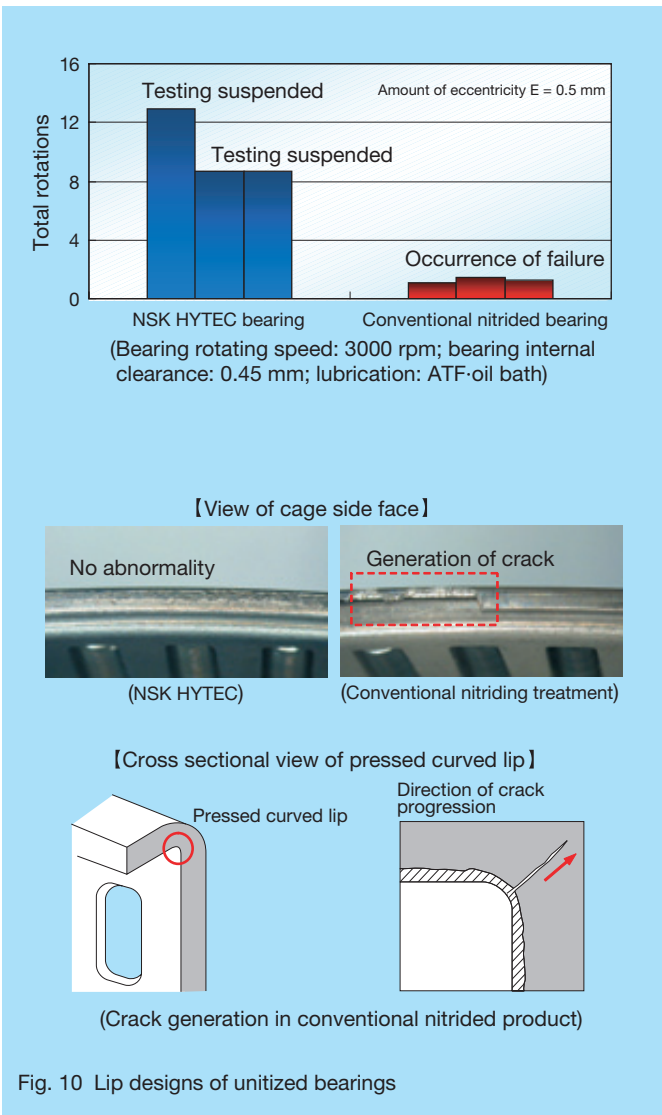 16
12
8
4
0
Total rotations
Testing suspended
Amount of eccentricity E = 0.5 mm
Testing suspended
Occurrence of failure
NSK HYTEC bearing
Conventional nitrided bearing
(Bearing rotating speed: 3000 rpm; bearing internal
clearance: 0.45 mm; lubrication: ATF·oil bath)
【View of cage side face】
No abnormality
Generation of crack
(NSK HYTEC)
(Conventional nitriding treatment)
【Cross sectional view of pressed curved lip】
Pressed curved lip
Direction of crack
progression
(Crack generation in conventional nitrided product)
Fig. 10 Lip designs of unitized bearings